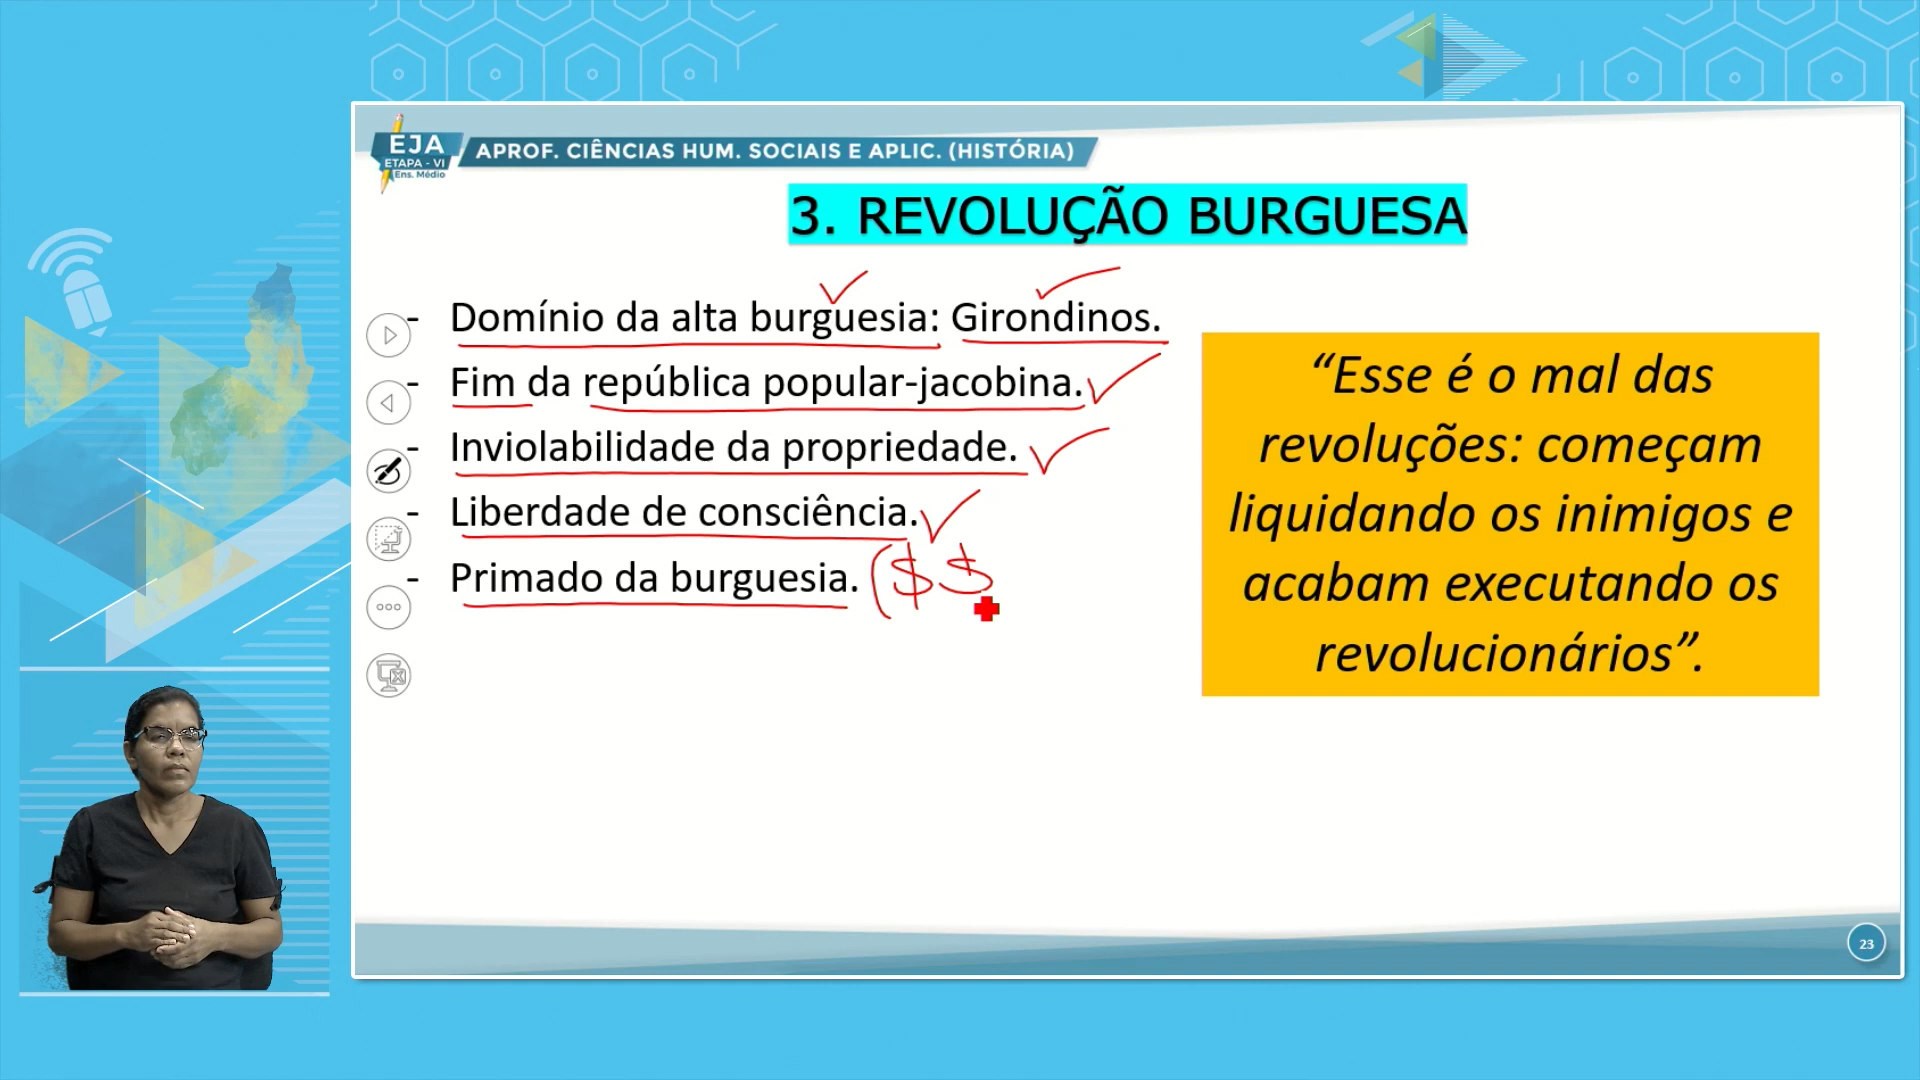 EJA
ETAPA - VI
Ens. Médio
APROF. CIÊNCIAS HUM. SOCIAIS E APLIC. (HISTÓRIA)
3. REVOLUÇÃO BURGUESA
- Domínio da alta burguesia: Girondinos.
- Fim da república popular-jacobina.
- Inviolabilidade da propriedade.
- Liberdade de consciência.
- Primado da burguesia. ($$
“Esse é o mal das
revoluções: começam
liquidando os inimigos e
acabam executando os
revolucionários”.
23